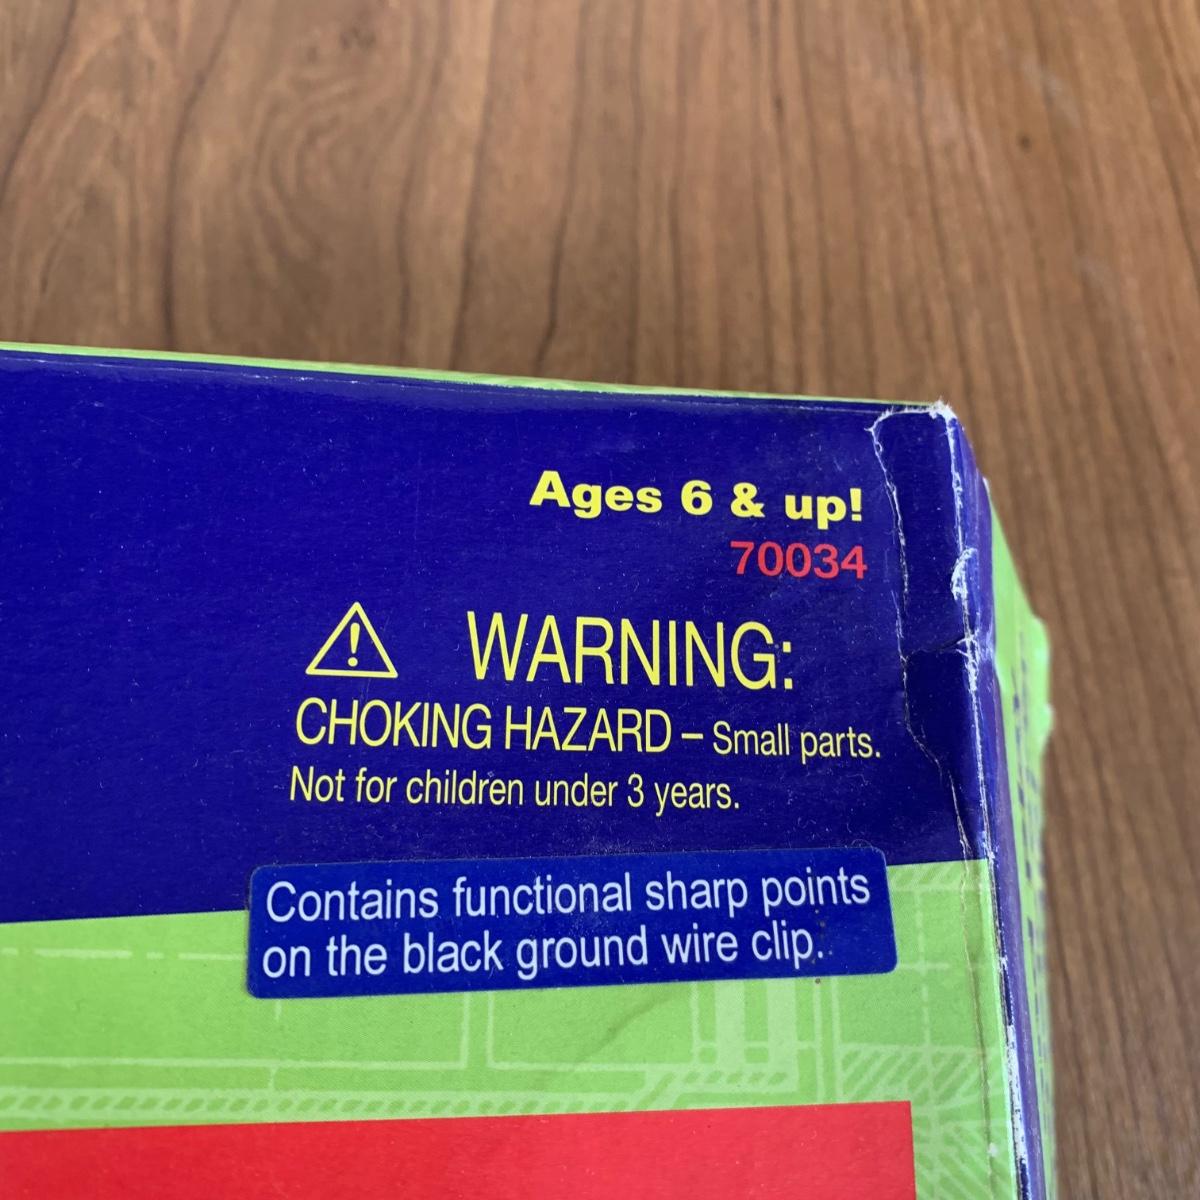 Ages 6 & up!
70034
WARNING:
CHOKING HAZARD – Small parts.
Not for children under 3 years.
Contains functional sharp points
on the black ground wire clip.